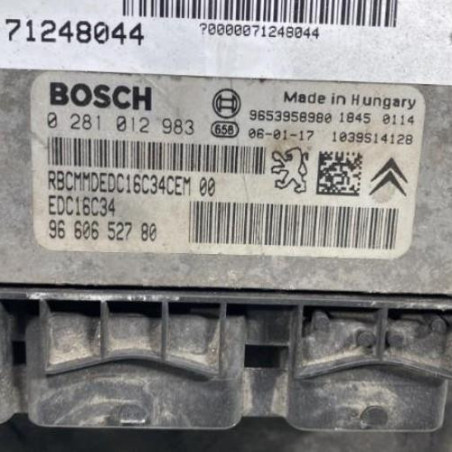 71248044
?0000071248044
BOSCH
Made in Hungary
0 281 012 983
658
9653958980 1845 0114
06-01-17 1039S14128
RBCMMDEDC16C34CEM 00
EDC16C34
96 606 527 80